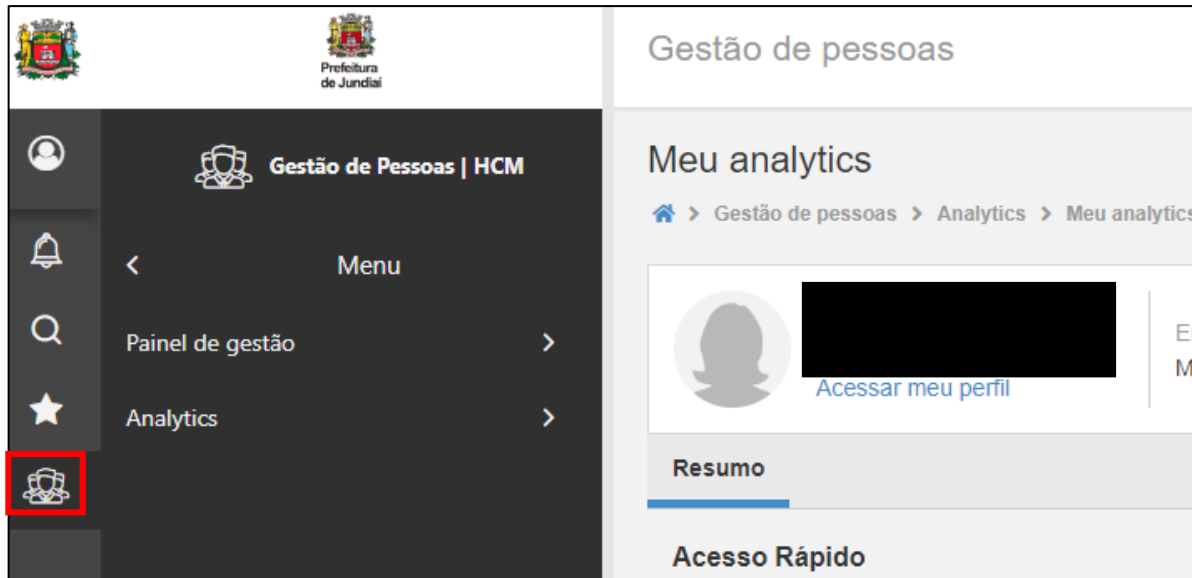 Prefeitura
de Jundiaí
Gestão de pessoas
Gestão de Pessoas | HCM
Menu
Painel de gestão
Analytics
Meu analytics
Gestão de pessoas > Analytics > Meu analytics
Acessar meu perfil
Resumo
Acesso Rápido